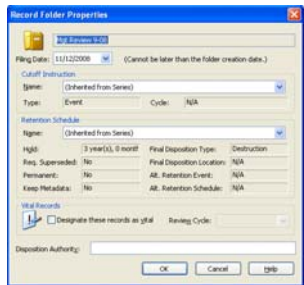 Record Folder Properties
Mgt Review 9-08
Filing Date: 11/12/2008 (Cannot be later than the folder creation date.)
Cutoff Instruction
Name: (Inherited from Series)
Type: Event Cycle: N/A
Retention Schedule
Name: (Inherited from Series)
Hold: 3 year(s), 0 month Final Disposition Type: Destruction
Req. Superseded: No Final Disposition Location: N/A
Permanent: No Alt. Retention Event: N/A
Keep Metadata: No Alt. Retention Schedule: N/A
Vital Records
Designate these records as vital Review Cycle:
Disposition Authority:
OK Cancel Help